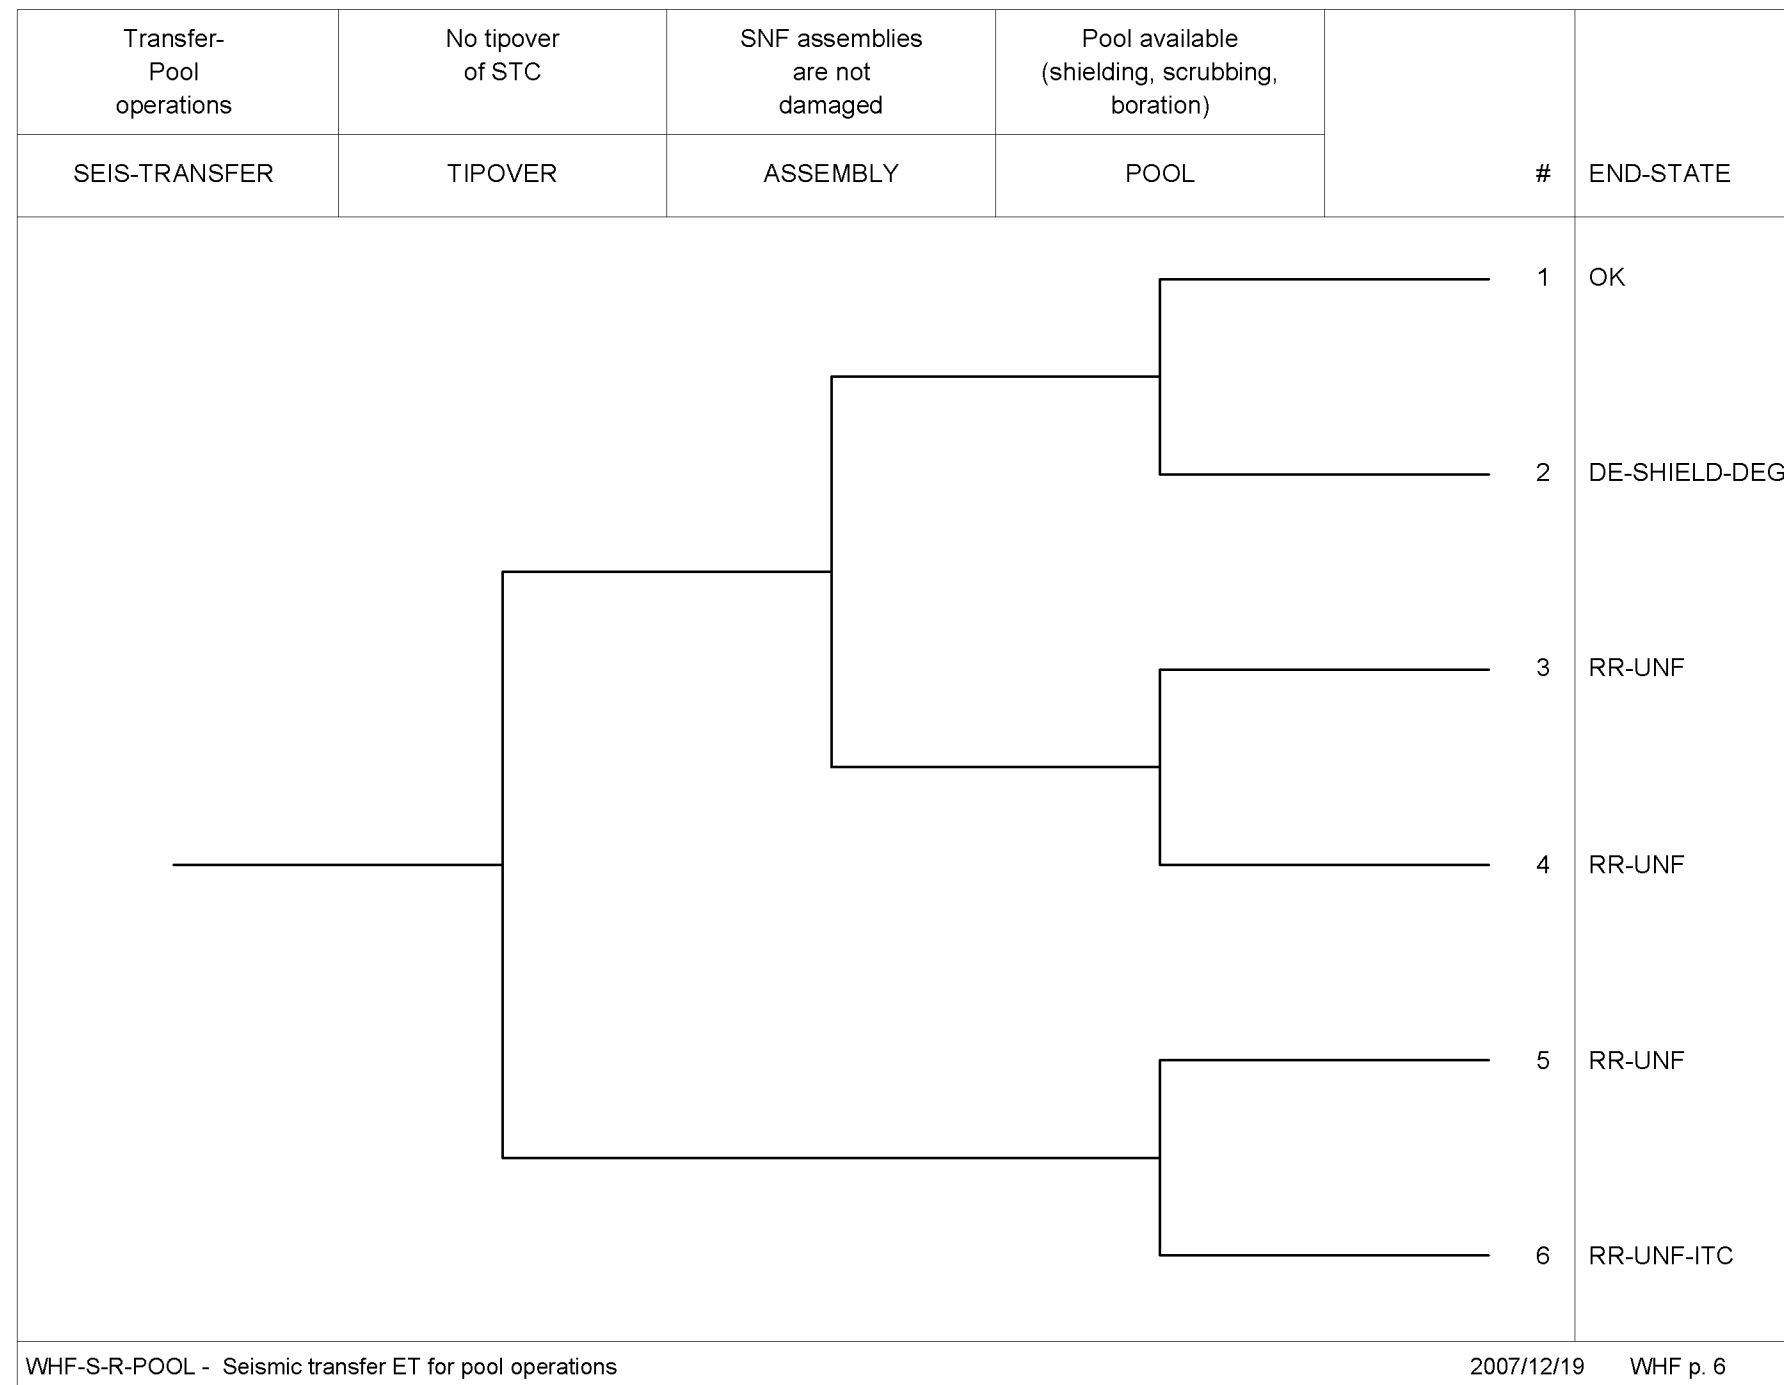 Transfer-
Pool
operations
No tipover
of STC
SNF assemblies
are not
damaged
Pool available
(shielding, scrubbing,
boration)
SEIS-TRANSFER
TIPOVER
ASSEMBLY
POOL
#
END-STATE
1 OK
2 DE-SHIELD-DEG
3 RR-UNF
4 RR-UNF
5 RR-UNF
6 RR-UNF-ITC
WHF-S-R-POOL - Seismic transfer ET for pool operations
2007/12/19 WHF p. 6